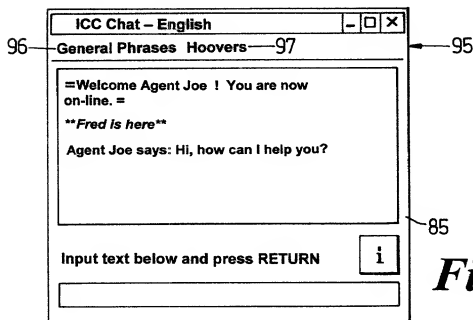 ICC Chat – English
96 General Phrases Hoovers 97 95
=Welcome Agent Joe ! You are now
on-line. =
**Fred is here**
Agent Joe says: Hi, how can I help you?
85
Input text below and press RETURN i